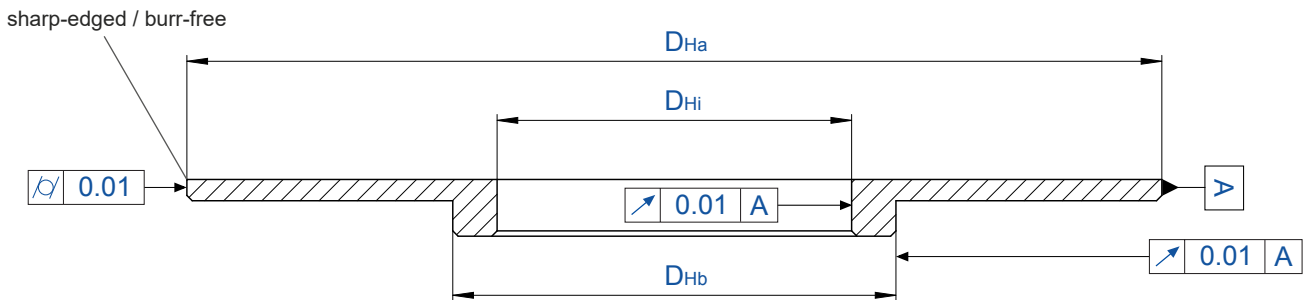 sharp-edged / burr-free
DHa
DHi
⌭ 0.01
↗ 0.01 A
A
↗ 0.01 A
DHb